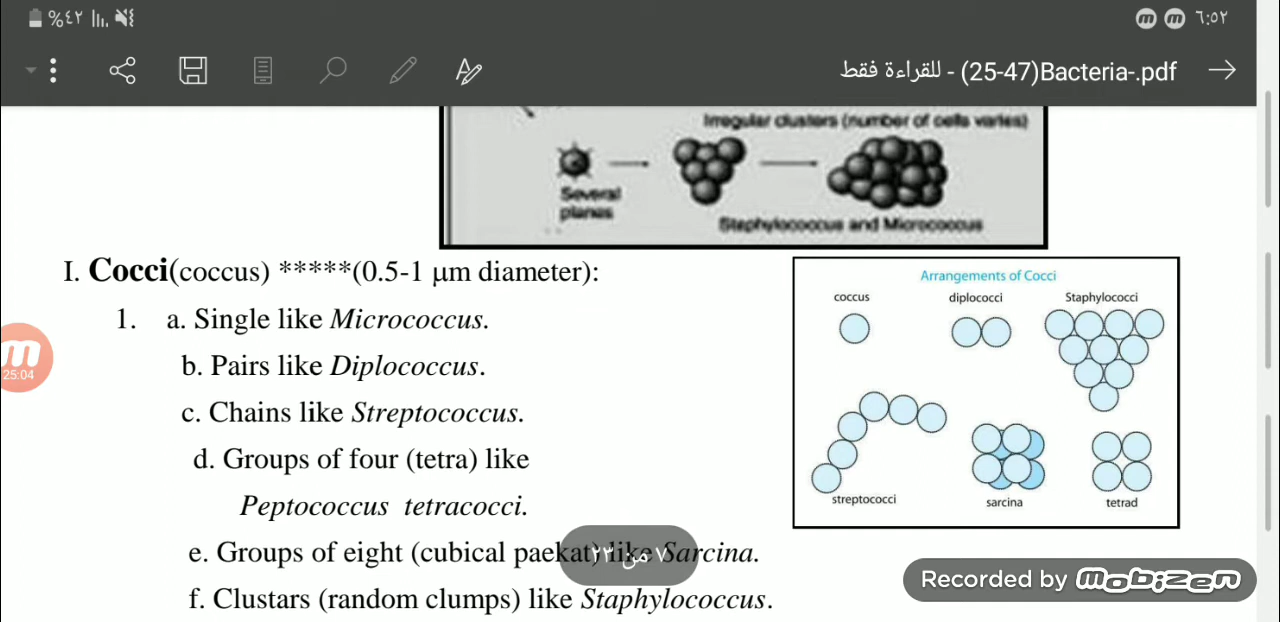 %٤٢
٦:٥٢
(25-47)Bacteria-.pdf - للقراءة فقط
Irregular clusters (number of cells varies)
Several
planes
Staphylococcus and Micrococcus
I. Cocci(coccus) *****(0.5-1 μm diameter):
1. a. Single like Micrococcus.
b. Pairs like Diplococcus.
c. Chains like Streptococcus.
d. Groups of four (tetra) like
Peptococcus tetracocci.
e. Groups of eight (cubical paekat) like Sarcina.
f. Clustars (random clumps) like Staphylococcus.
Arrangements of Cocci
coccus
diplococci
Staphylococci
streptococci
sarcina
tetrad
25:04
٧ من ٢٣
Recorded by mobizen